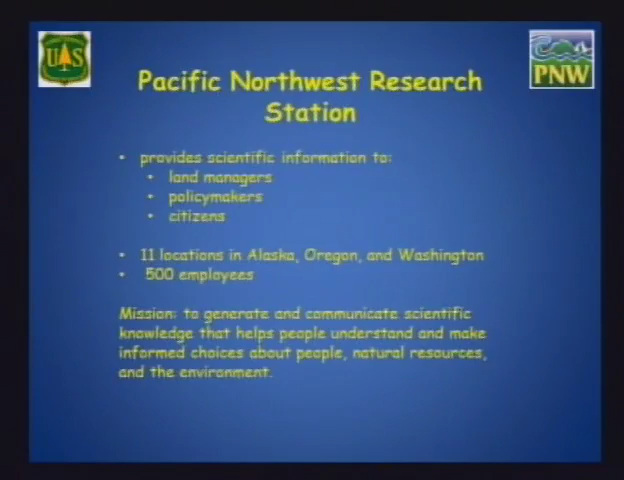 UAS
PNW
Pacific Northwest Research
Station
• provides scientific information to:
• land managers
• policymakers
• citizens
• 11 locations in Alaska, Oregon, and Washington
• 500 employees
Mission: to generate and communicate scientific
knowledge that helps people understand and make
informed choices about people, natural resources,
and the environment.